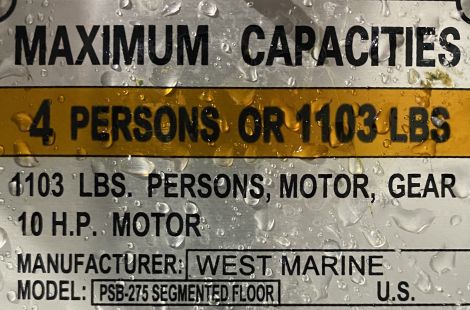 MAXIMUM CAPACITIES
4 PERSONS OR 1103 LBS
1103 LBS. PERSONS, MOTOR, GEAR
10 H.P. MOTOR
MANUFACTURER: WEST MARINE
MODEL: PSB-275 SEGMENTED FLOOR U.S.